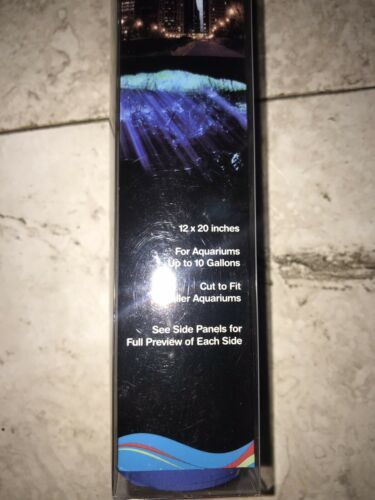 12 x 20 inches
For Aquariums
Up to 10 Gallons
Cut to Fit
Aquariums
See Side Panels for
Full Preview of Each Side